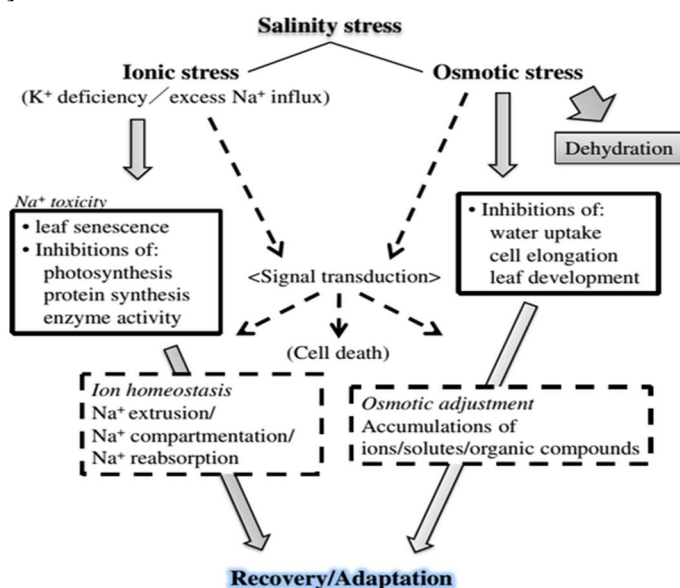 Salinity stress
Ionic stress
Osmotic stress
(K⁺ deficiency／excess Na⁺ influx)
Dehydration
Na⁺ toxicity
• leaf senescence
• Inhibitions of:
photosynthesis
protein synthesis
enzyme activity
• Inhibitions of:
water uptake
cell elongation
leaf development
<Signal transduction>
(Cell death)
Ion homeostasis
Na⁺ extrusion/
Na⁺ compartmentation/
Na⁺ reabsorption
Osmotic adjustment
Accumulations of
ions/solutes/organic compounds
Recovery/Adaptation